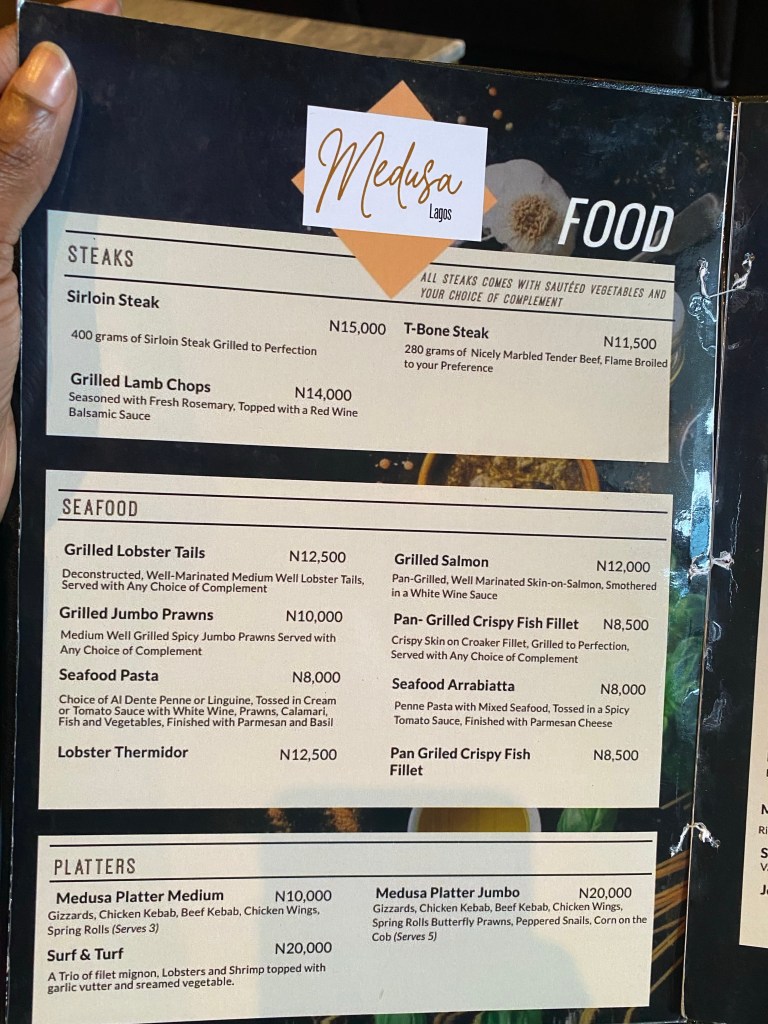 Medusa
Lagos
FOOD
STEAKS
ALL STEAKS COMES WITH SAUTÉED VEGETABLES AND
YOUR CHOICE OF COMPLEMENT
Sirloin Steak
N15,000
400 grams of Sirloin Steak Grilled to Perfection
T-Bone Steak N11,500
280 grams of Nicely Marbled Tender Beef, Flame Broiled
to your Preference
Grilled Lamb Chops N14,000
Seasoned with Fresh Rosemary, Topped with a Red Wine
Balsamic Sauce
SEAFOOD
Grilled Lobster Tails N12,500
Deconstructed, Well-Marinated Medium Well Lobster Tails,
Served with Any Choice of Complement
Grilled Jumbo Prawns N10,000
Medium Well Grilled Spicy Jumbo Prawns Served with
Any Choice of Complement
Seafood Pasta N8,000
Choice of Al Dente Penne or Linguine, Tossed in Cream
or Tomato Sauce with White Wine, Prawns, Calamari,
Fish and Vegetables, Finished with Parmesan and Basil
Lobster Thermidor N12,500
Grilled Salmon N12,000
Pan-Grilled, Well Marinated Skin-on-Salmon, Smothered
in a White Wine Sauce
Pan- Grilled Crispy Fish Fillet N8,500
Crispy Skin on Croaker Fillet, Grilled to Perfection,
Served with Any Choice of Complement
Seafood Arrabiatta N8,000
Penne Pasta with Mixed Seafood, Tossed in a Spicy
Tomato Sauce, Finished with Parmesan Cheese
Pan Griled Crispy Fish N8,500
Fillet
PLATTERS
Medusa Platter Medium N10,000
Gizzards, Chicken Kebab, Beef Kebab, Chicken Wings,
Spring Rolls (Serves 3)
Surf & Turf N20,000
A Trio of filet mignon, Lobsters and Shrimp topped with
garlic vutter and sreamed vegetable.
Medusa Platter Jumbo N20,000
Gizzards, Chicken Kebab, Beef Kebab, Chicken Wings,
Spring Rolls Butterfly Prawns, Peppered Snails, Corn on the
Cob (Serves 5)